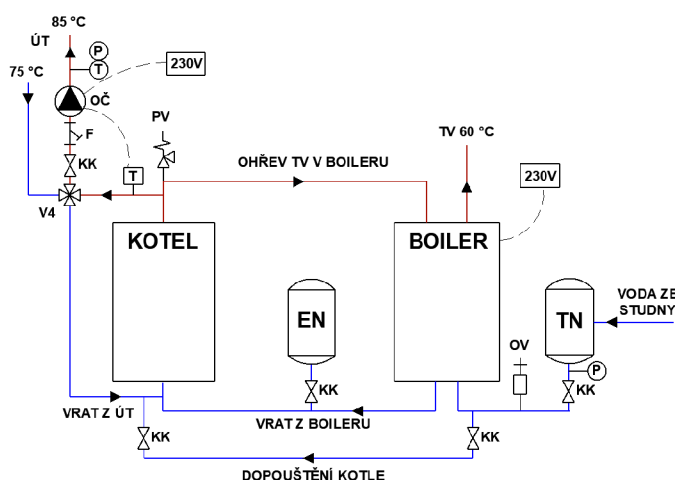 85 °C
ÚT
P
T
75 °C
230V
OČ
F
KK
PV
TV 60 °C
OHŘEV TV V BOILERU
230V
T
V4
KOTEL
BOILER
EN
TN
VODA ZE
STUDNY
OV
P
KK
KK
VRAT Z ÚT
VRAT Z BOILERU
KK
KK
DOPOUŠTĚNÍ KOTLE